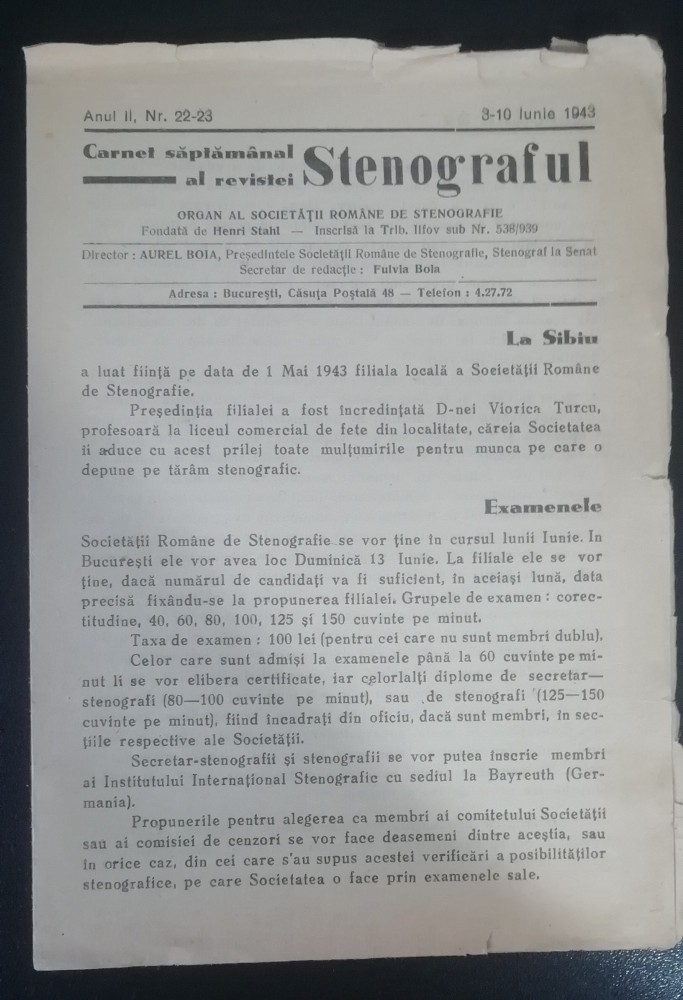 Anul II, Nr. 22-23 3-10 Iunie 1943
Carnet săptămânal
al revistei Stenograful
ORGAN AL SOCIETĂŢII ROMÂNE DE STENOGRAFIE
Fondată de Henri Stahl — Inscrisă la Trib. Ilfov sub Nr. 538/939
Director : AUREL BOIA, Preşedintele Societăţii Române de Stenografie, Stenograf la Senat
Secretar de redacţie : Fulvia Boia
Adresa : Bucureşti, Căsuţa Poştală 48 — Telefon : 4.27.72
La Sibiu
a luat fiinţă pe data de 1 Mai 1943 filiala locală a Societăţii Române
de Stenografie.
Preşedinţia filialei a fost încredinţată D-nei Viorica Turcu,
profesoară la liceul comercial de fete din localitate, căreia Societatea
îi aduce cu acest prilej toate mulţumirile pentru munca pe care o
depune pe tărâm stenografic.
Examenele
Societăţii Române de Stenografie se vor ţine în cursul lunii Iunie. In
Bucureşti ele vor avea loc Duminică 13 Iunie. La filiale ele se vor
ţine, dacă numărul de candidaţi va fi suficient, în aceiaşi lună, data
precisă fixându-se la propunerea filialei. Grupele de examen : corec-
titudine, 40, 60, 80, 100, 125 şi 150 cuvinte pe minut.
Taxa de examen : 100 lei (pentru cei care nu sunt membri dublu).
Celor care sunt admişi la examenele până la 60 cuvinte pe mi-
nut li se vor elibera certificate, iar celorlalţi diplome de secretar—
stenografi (80—100 cuvinte pe minut), sau de stenografi (125—150
cuvinte pe minut), fiind încadraţi din oficiu, dacă sunt membri, în sec-
ţiile respective ale Societăţii.
Secretar-stenografii şi stenografii se vor putea înscrie membri
ai Institutului Internaţional Stenografic cu sediul la Bayreuth (Ger-
mania).
Propunerile pentru alegerea ca membri ai comitetului Societăţii
sau ai comisiei de cenzori se vor face deasemeni dintre aceştia, sau
în orice caz, din cei care s'au supus acestei verificări a posibilităţilor
stenografice, pe care Societatea o face prin examenele sale.